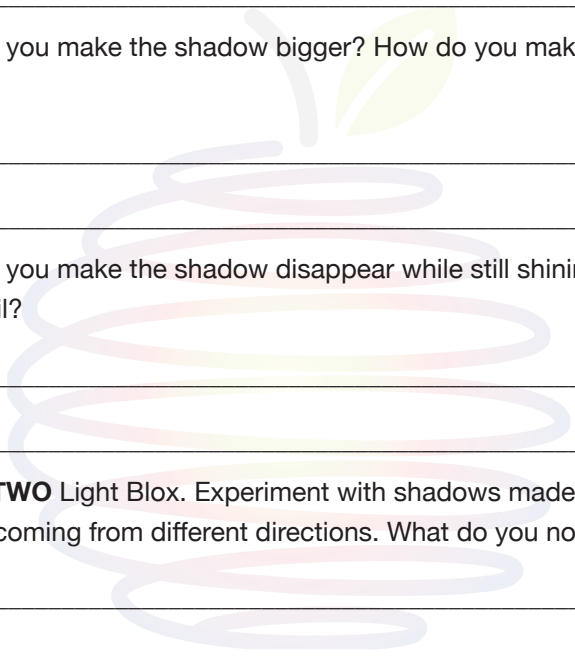 you make the shadow bigger? How do you mak
you make the shadow disappear while still shinin
il?
TWO Light Blox. Experiment with shadows made
coming from different directions. What do you no